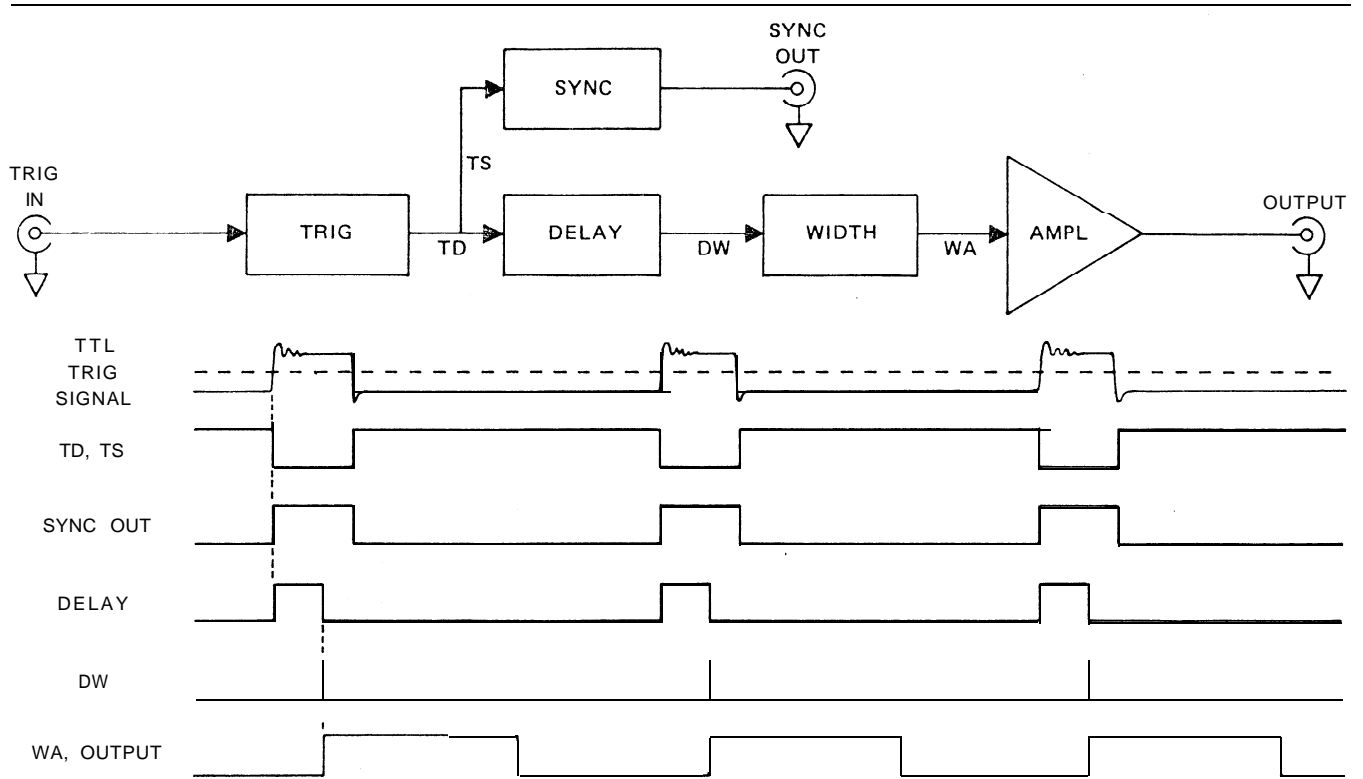 SYNC
OUT
SYNC
TS
TRIG
IN
TRIG
TD
DELAY
DW
WIDTH
WA
AMPL
OUTPUT
TTL
TRIG
SIGNAL
TD, TS
SYNC OUT
DELAY
DW
WA, OUTPUT